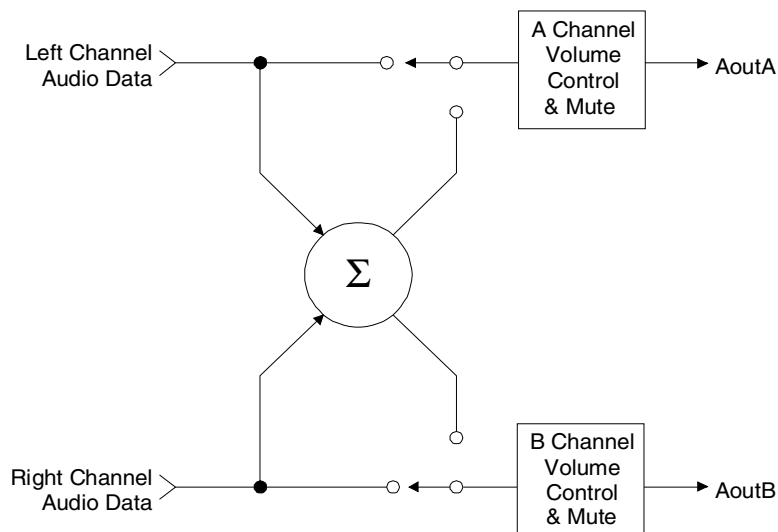 Left Channel
Audio Data
A Channel
Volume
Control
& Mute
AoutA
Σ
Right Channel
Audio Data
B Channel
Volume
Control
& Mute
AoutB